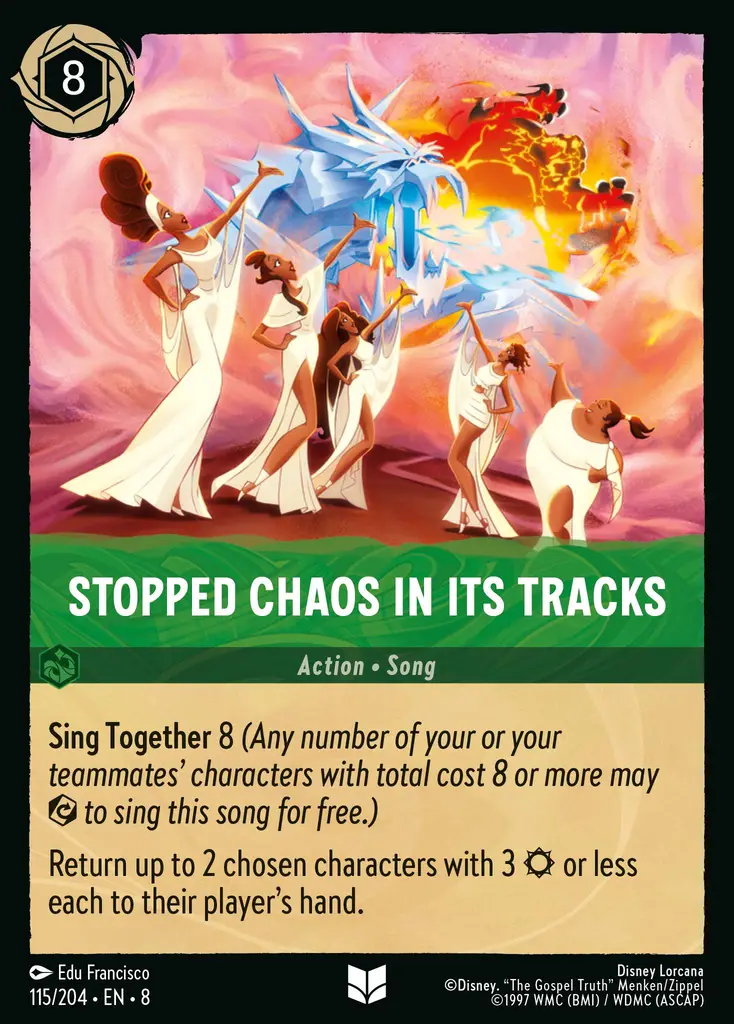 8
STOPPED CHAOS IN ITS TRACKS
Action • Song
Sing Together 8 (Any number of your or your
teammates’ characters with total cost 8 or more may
to sing this song for free.)
Return up to 2 chosen characters with 3 or less
each to their player’s hand.
Edu Francisco
115/204 • EN • 8
Disney Lorcana
©Disney. “The Gospel Truth” Menken/Zippel
©1997 WMC (BMI) / WDMC (ASCAP)